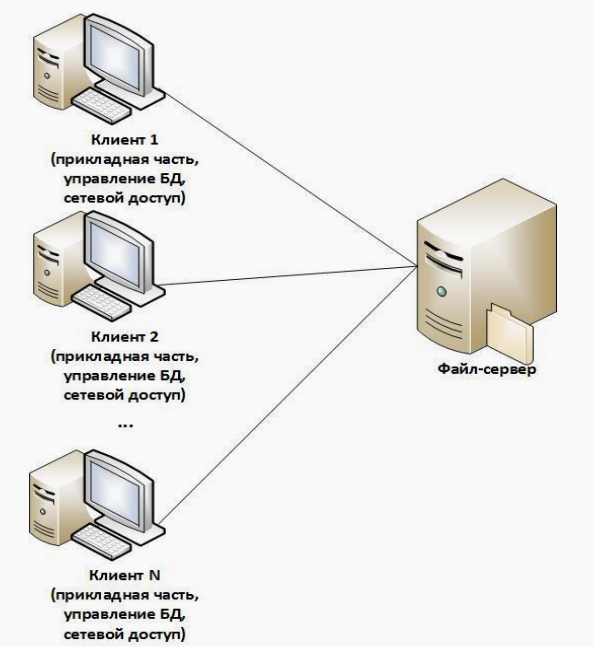 Клиент 1
(прикладная часть,
управление БД,
сетевой доступ)
Клиент 2
(прикладная часть,
управление БД,
сетевой доступ)
...
Клиент N
(прикладная часть,
управление БД,
сетевой доступ)
Файл-сервер